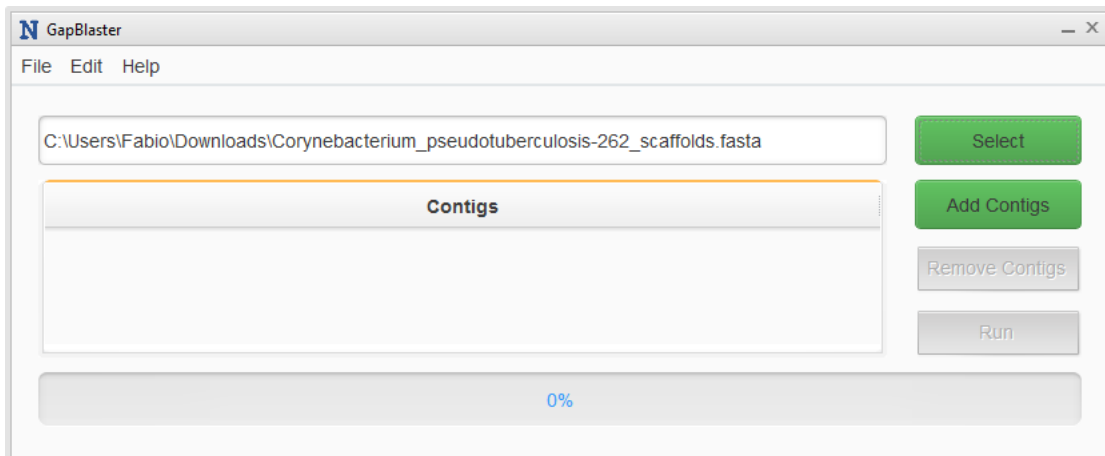 N GapBlaster
File Edit Help
C:\Users\Fabio\Downloads\Corynebacterium_pseudotuberculosis-262_scaffolds.fasta
Select
Contigs
Add Contigs
Remove Contigs
Run
0%